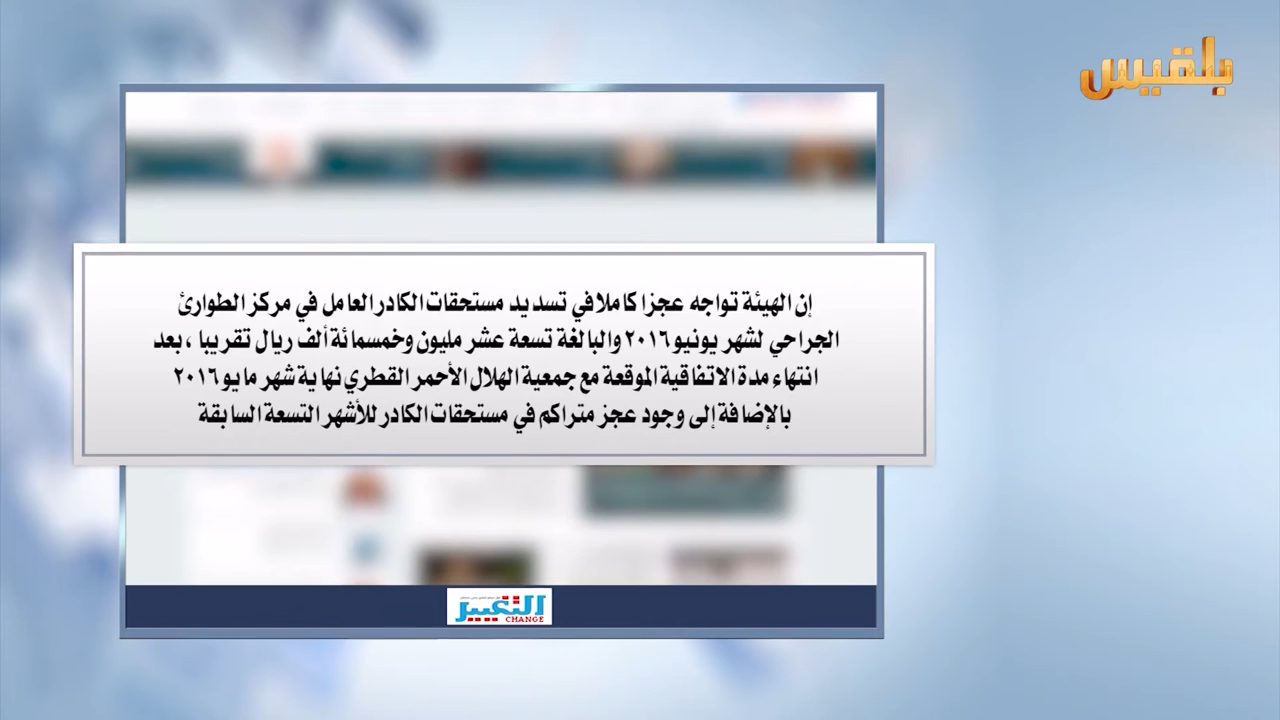 بلقيس
إن الهيئة تواجه عجزا كاملا في تسديد مستحقات الكادر العامل في مركز الطوارئ
الجراحي لشهر يونيو ٢٠١٦ والبالغة تسعة عشر مليون وخمسمائة ألف ريال تقريبا ، بعد
انتهاء مدة الاتفاقية الموقعة مع جمعية الهلال الأحمر القطري نهاية شهر مايو ٢٠١٦
بالإضافة إلى وجود عجز متراكم في مستحقات الكادر للأشهر التسعة السابقة
التغيير
CHANGE